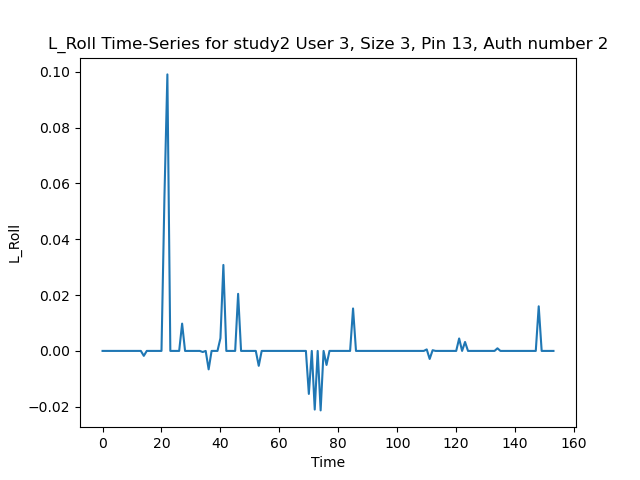 L_Roll Time-Series for study2 User 3, Size 3, Pin 13, Auth number 2
0.10
0.08
0.06
0.04
0.02
0.00
−0.02
L_Roll
0 20 40 60 80 100 120 140 160
Time